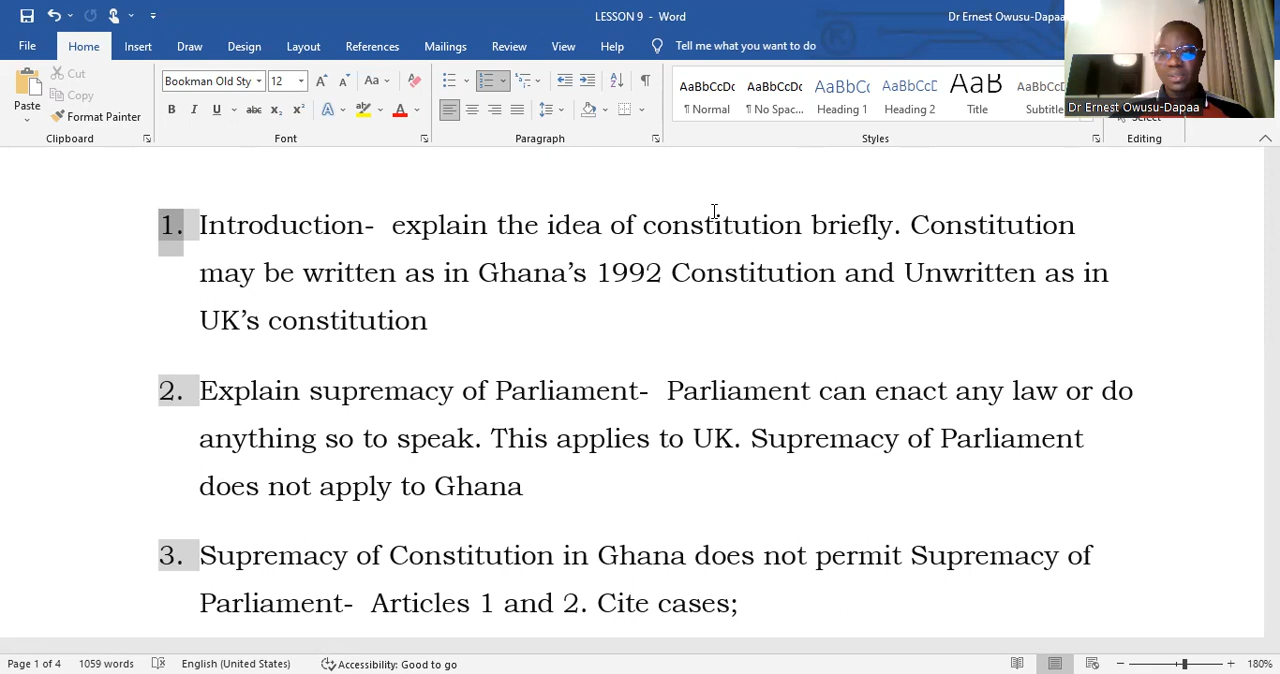 LESSON 9 - Word
Dr Ernest Owusu-Dapaa
File Home Insert Draw Design Layout References Mailings Review View Help Tell me what you want to do
Dr Ernest Owusu-Dapaa
Paste
Cut
Copy
Format Painter
Bookman Old Sty 12
Aa
B I U abc x₂ x² A A
AaBbCcDc AaBbCcDc AaBbCc AaBbCcD AaB AaBbCc
¶ Normal ¶ No Spac... Heading 1 Heading 2 Title Subtitle
Select
Clipboard Font Paragraph Styles Editing
1. Introduction- explain the idea of constitution briefly. Constitution
may be written as in Ghana’s 1992 Constitution and Unwritten as in
UK’s constitution
2. Explain supremacy of Parliament- Parliament can enact any law or do
anything so to speak. This applies to UK. Supremacy of Parliament
does not apply to Ghana
3. Supremacy of Constitution in Ghana does not permit Supremacy of
Parliament- Articles 1 and 2. Cite cases;
Page 1 of 4 1059 words English (United States) Accessibility: Good to go 180%